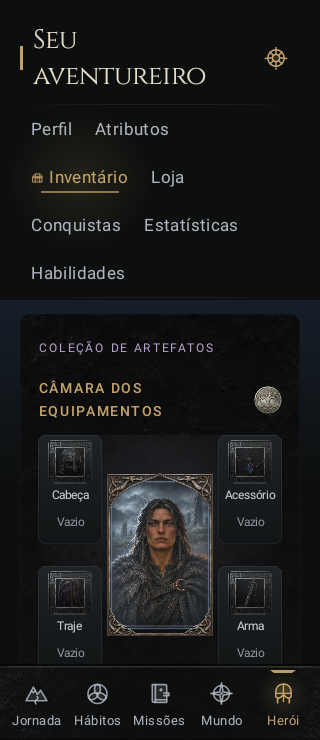 Seu
aventureiro
Perfil Atributos
Inventário Loja
Conquistas Estatísticas
Habilidades
COLEÇÃO DE ARTEFATOS
CÂMARA DOS
EQUIPAMENTOS
Cabeça Acessório
Vazio Vazio
Traje Arma
Vazio Vazio
Jornada Hábitos Missões Mundo Herói